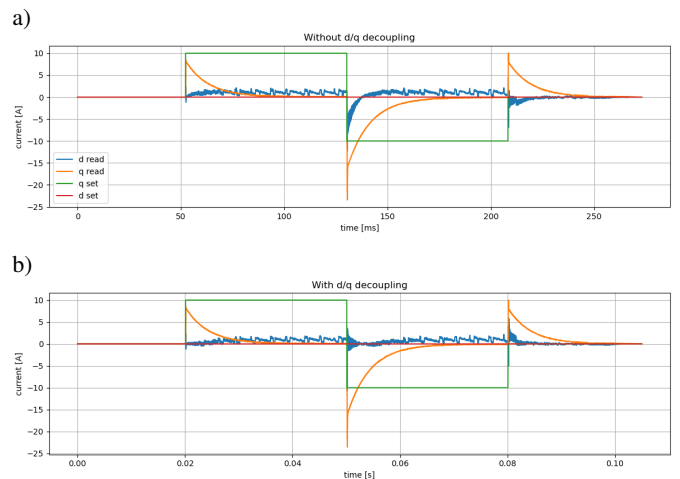 a)
Without d/q decoupling
10
5
0
-5
-10
-15
-20
-25
current [A]
d read
q read
q set
d set
0
50
100
150
200
250
time [ms]
b)
With d/q decoupling
10
5
0
-5
-10
-15
-20
-25
current [A]
0.00
0.02
0.04
0.06
0.08
0.10
time [s]